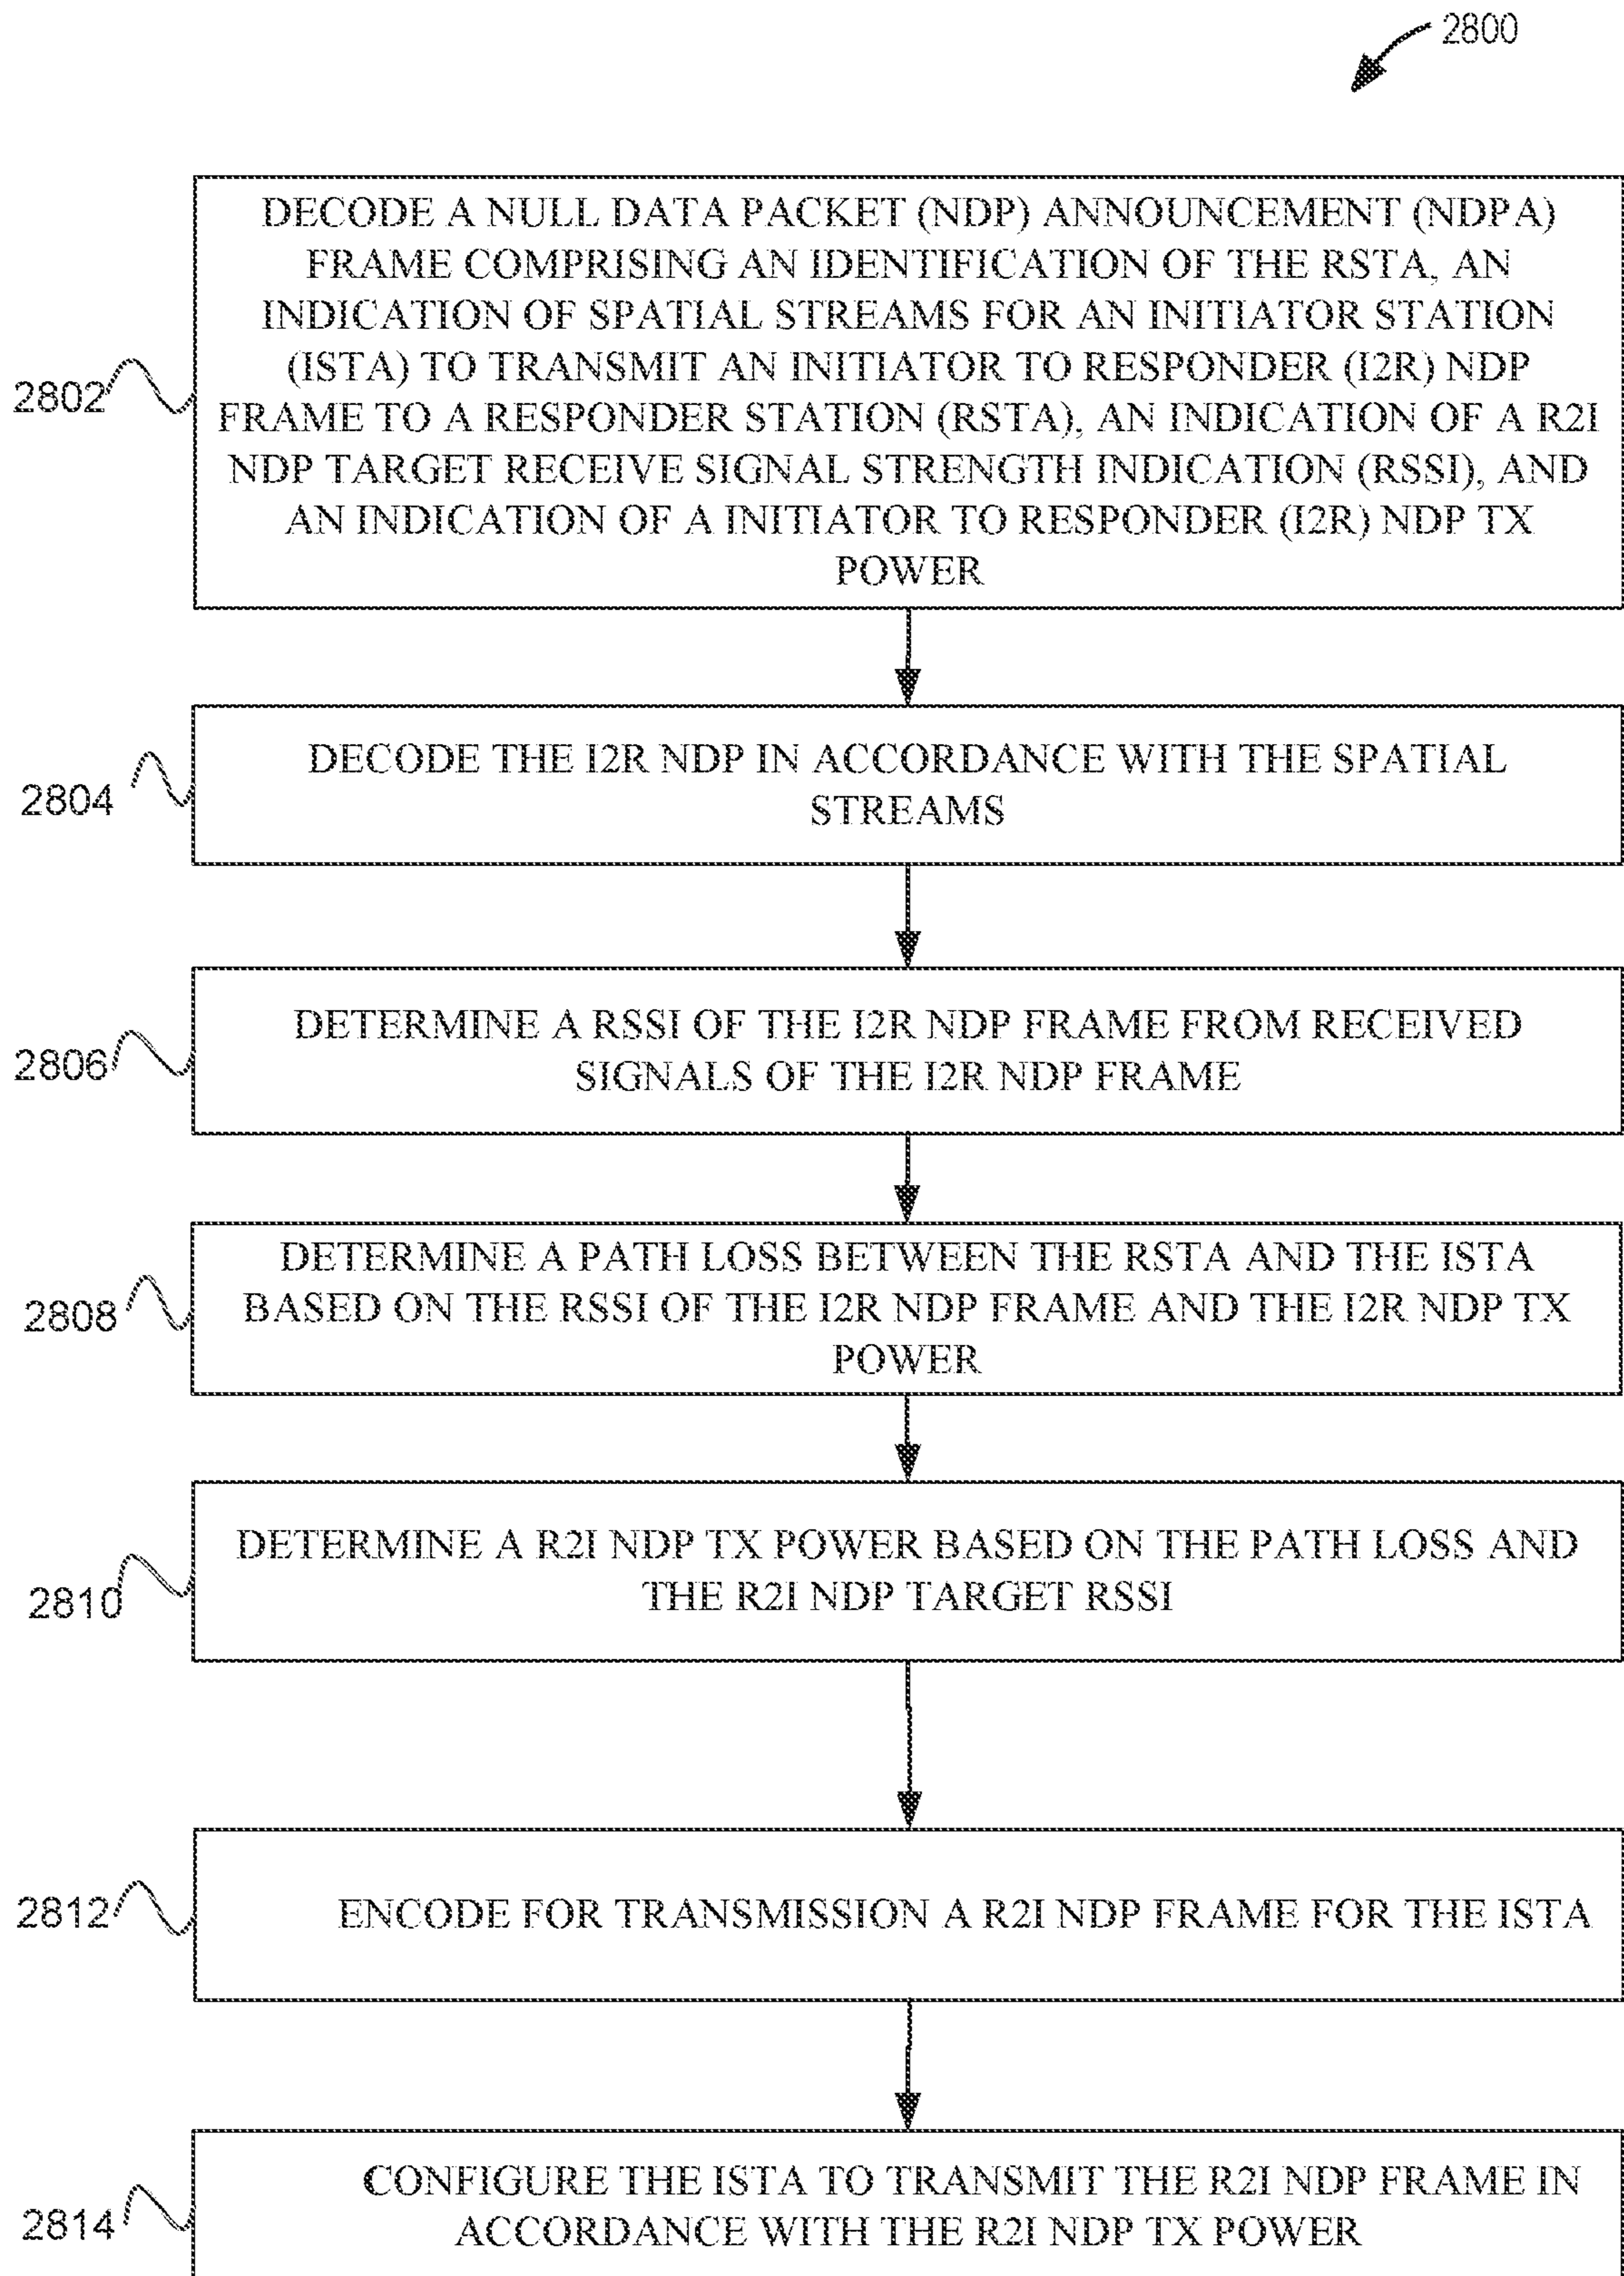 2800
DECODE A NULL DATA PACKET (NDP) ANNOUNCEMENT (NDPA)
FRAME COMPRISING AN IDENTIFICATION OF THE RSTA, AN
INDICATION OF SPATIAL STREAMS FOR AN INITIATOR STATION
(ISTA) TO TRANSMIT AN INITIATOR TO RESPONDER (I2R) NDP
FRAME TO A RESPONDER STATION (RSTA), AN INDICATION OF A R2I
NDP TARGET RECEIVE SIGNAL STRENGTH INDICATION (RSSI), AND
AN INDICATION OF A INITIATOR TO RESPONDER (I2R) NDP TX
POWER
2802
DECODE THE I2R NDP IN ACCORDANCE WITH THE SPATIAL
STREAMS
2804
DETERMINE A RSSI OF THE I2R NDP FRAME FROM RECEIVED
SIGNALS OF THE I2R NDP FRAME
2806
DETERMINE A PATH LOSS BETWEEN THE RSTA AND THE ISTA
BASED ON THE RSSI OF THE I2R NDP FRAME AND THE I2R NDP TX
POWER
2808
DETERMINE A R2I NDP TX POWER BASED ON THE PATH LOSS AND
THE R2I NDP TARGET RSSI
2810
ENCODE FOR TRANSMISSION A R2I NDP FRAME FOR THE ISTA
2812
CONFIGURE THE ISTA TO TRANSMIT THE R2I NDP FRAME IN
ACCORDANCE WITH THE R2I NDP TX POWER
2814